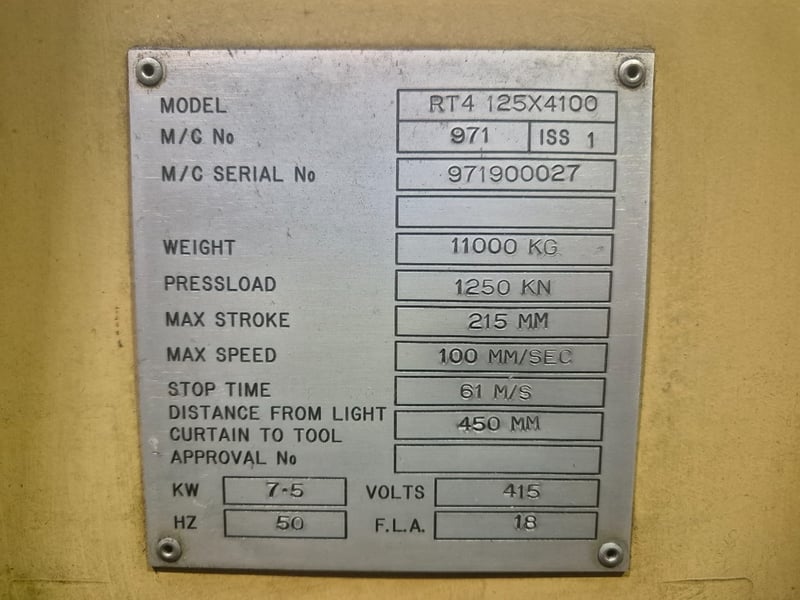 MODEL RT4 125X4100
M/C No 971 ISS 1
M/C SERIAL No 971900027
WEIGHT 11000 KG
PRESSLOAD 1250 KN
MAX STROKE 215 MM
MAX SPEED 100 MM/SEC
STOP TIME 61 M/S
DISTANCE FROM LIGHT
CURTAIN TO TOOL 450 MM
APPROVAL No
KW 7-5 VOLTS 415
HZ 50 F.L.A. 18